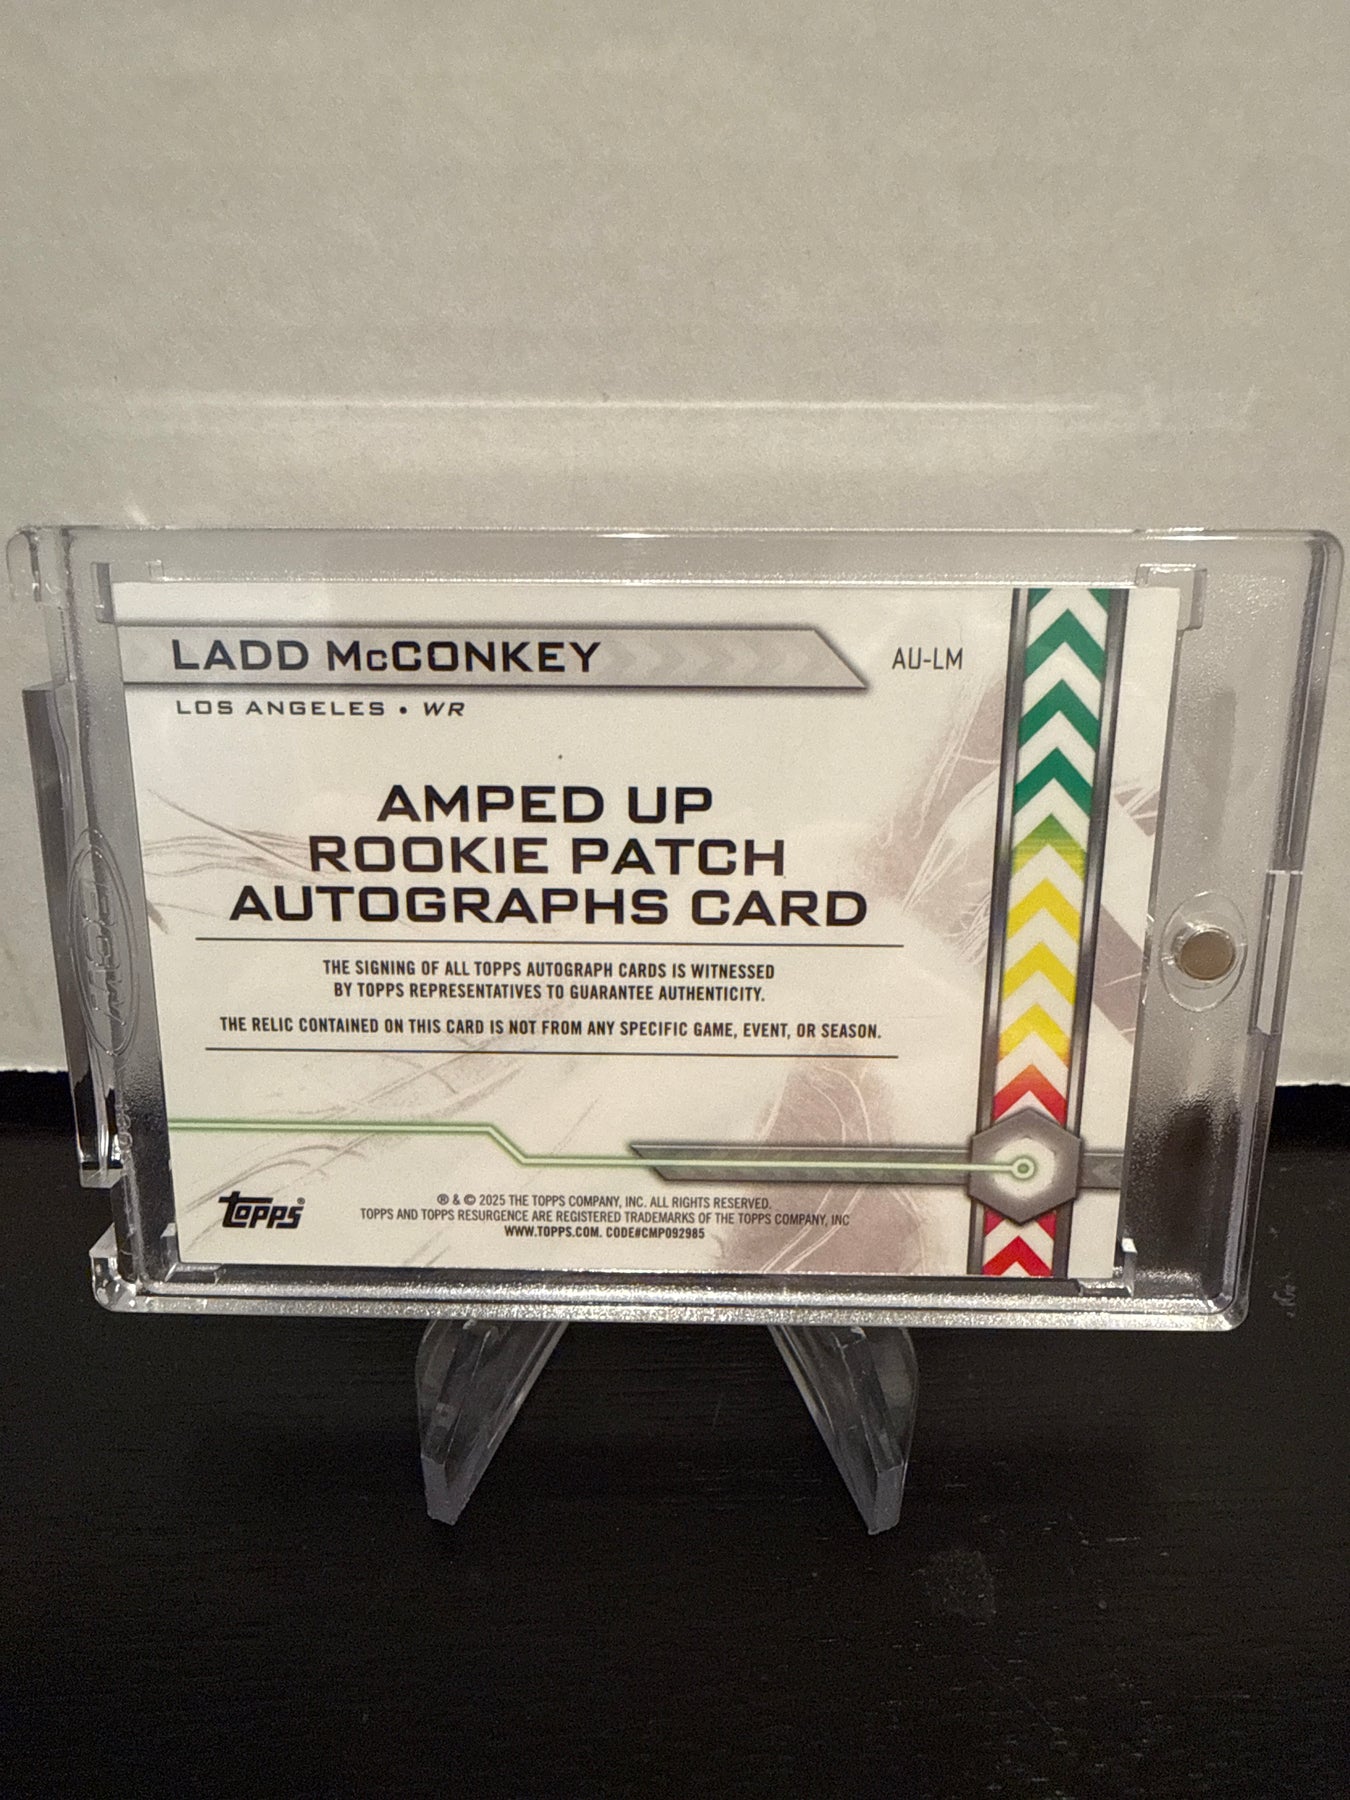 LADD McCONKEY
AU-LM
LOS ANGELES • WR
AMPED UP
ROOKIE PATCH
AUTOGRAPHS CARD
THE SIGNING OF ALL TOPPS AUTOGRAPH CARDS IS WITNESSED
BY TOPPS REPRESENTATIVES TO GUARANTEE AUTHENTICITY.
THE RELIC CONTAINED ON THIS CARD IS NOT FROM ANY SPECIFIC GAME, EVENT, OR SEASON.
topps®
® & © 2025 THE TOPPS COMPANY, INC. ALL RIGHTS RESERVED.
TOPPS AND TOPPS RESURGENCE ARE REGISTERED TRADEMARKS OF THE TOPPS COMPANY, INC
WWW.TOPPS.COM. CODE#CMP092985